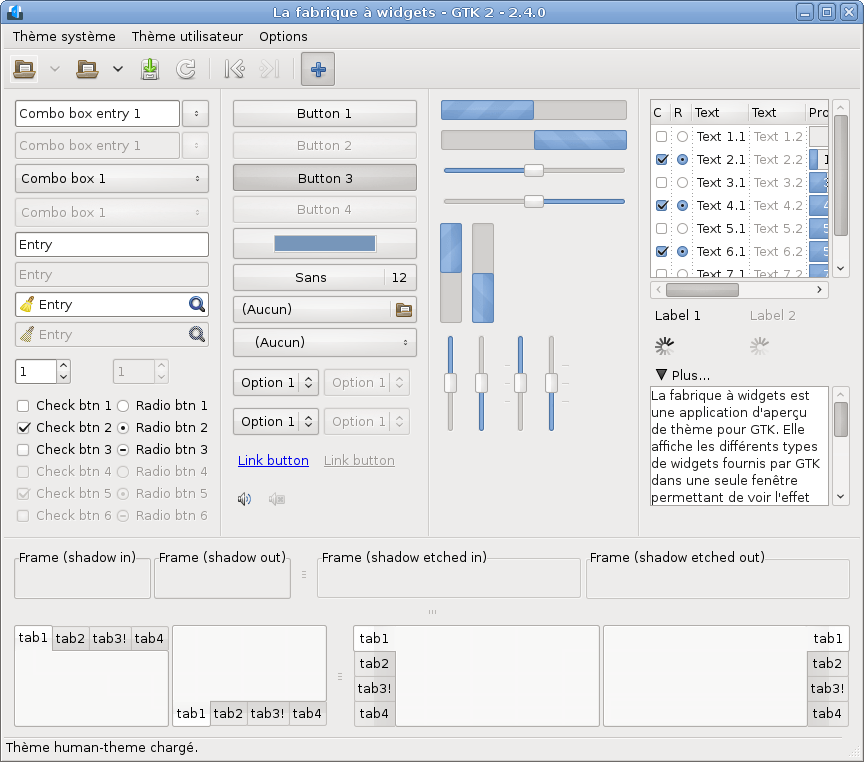 La fabrique à widgets - GTK 2 - 2.4.0
Thème système Thème utilisateur Options
Combo box entry 1
Combo box entry 1
Combo box 1
Combo box 1
Entry
Entry
Entry
Entry
1 1
Check btn 1 Radio btn 1
Check btn 2 Radio btn 2
Check btn 3 Radio btn 3
Check btn 4 Radio btn 4
Check btn 5 Radio btn 5
Check btn 6 Radio btn 6
Button 1
Button 2
Button 3
Button 4
Sans 12
(Aucun)
(Aucun)
Option 1 Option 1
Option 1 Option 1
Link button Link button
C R Text Text Pro
Text 1.1 Text 1.2
Text 2.1 Text 2.2 1
Text 3.1 Text 3.2 3
Text 4.1 Text 4.2 4
Text 5.1 Text 5.2 5
Text 6.1 Text 6.2 5
Text 7.1 Text 7.2 7
Label 1 Label 2
Plus...
La fabrique à widgets est
une application d'aperçu
de thème pour GTK. Elle
affiche les différents types
de widgets fournis par GTK
dans une seule fenêtre
permettant de voir l'effet
Frame (shadow in) Frame (shadow out) Frame (shadow etched in) Frame (shadow etched out)
tab1 tab2 tab3! tab4
tab1 tab2 tab3! tab4
tab1
tab2
tab3!
tab4
tab1
tab2
tab3!
tab4
Thème human-theme chargé.